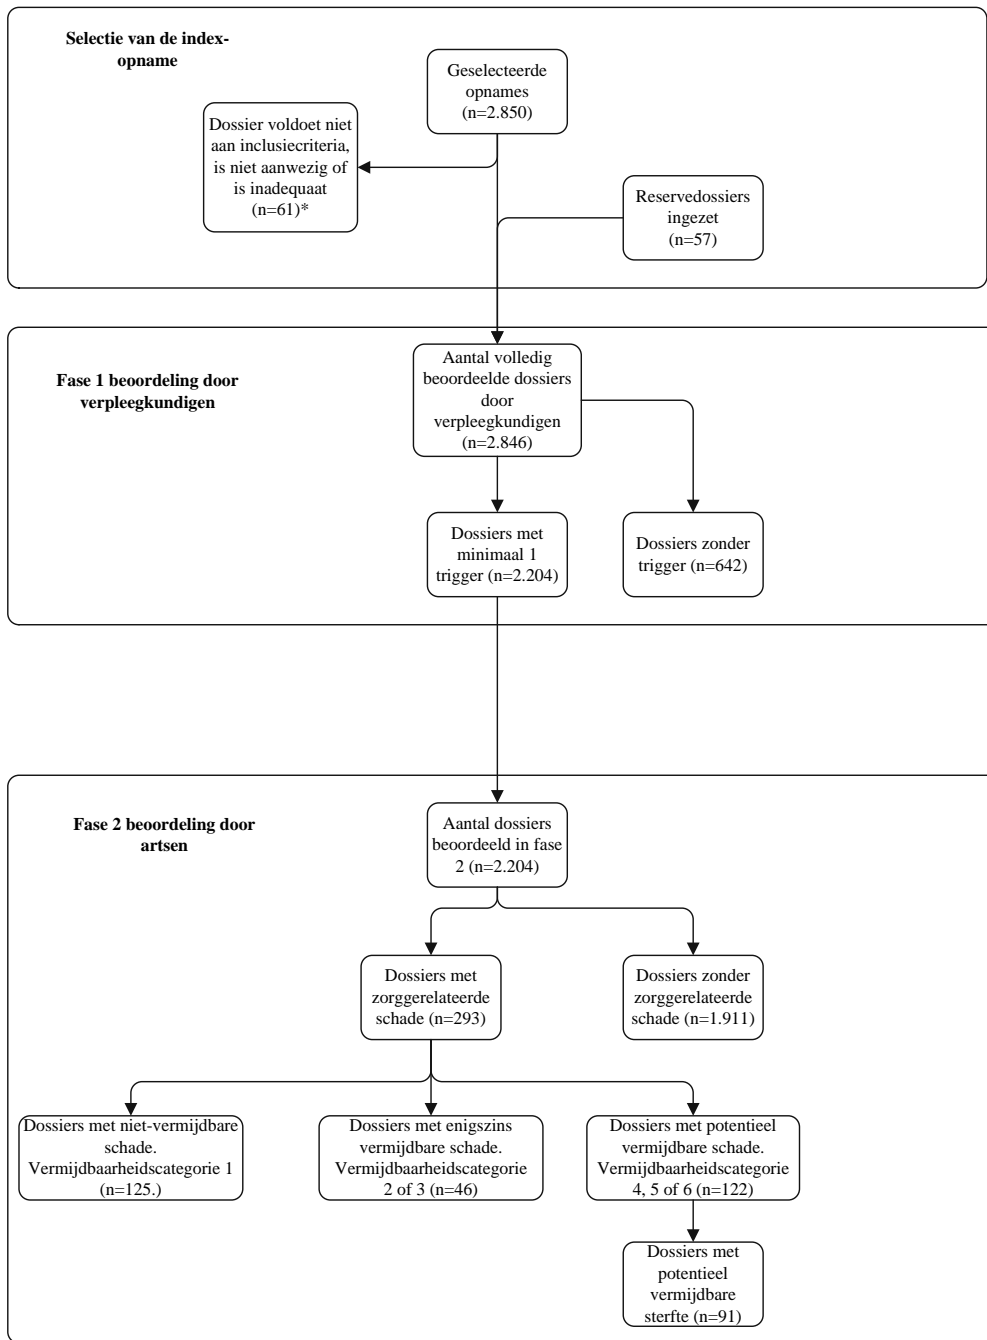 Selectie van de index-
opname
Geselecteerde
opnames
(n=2.850)
Dossier voldoet niet
aan inclusiecriteria,
is niet aanwezig of
is inadequaat
(n=61)*
Reservedossiers
ingezet
(n=57)
Fase 1 beoordeling door
verpleegkundigen
Aantal volledig
beoordeelde dossiers
door
verpleegkundigen
(n=2.846)
Dossiers met
minimaal 1
trigger (n=2.204)
Dossiers zonder
trigger (n=642)
Fase 2 beoordeling door
artsen
Aantal dossiers
beoordeeld in fase
2 (n=2.204)
Dossiers met
zorggerelateerde
schade (n=293)
Dossiers zonder
zorggerelateerde
schade (n=1.911)
Dossiers met niet-vermijdbare
schade.
Vermijdbaarheidscategorie 1
(n=125.)
Dossiers met enigszins
vermijdbare schade.
Vermijdbaarheidscategorie
2 of 3 (n=46)
Dossiers met potentieel
vermijdbare schade.
Vermijdbaarheidscategorie
4, 5 of 6 (n=122)
Dossiers met
potentieel
vermijdbare
sterfte (n=91)